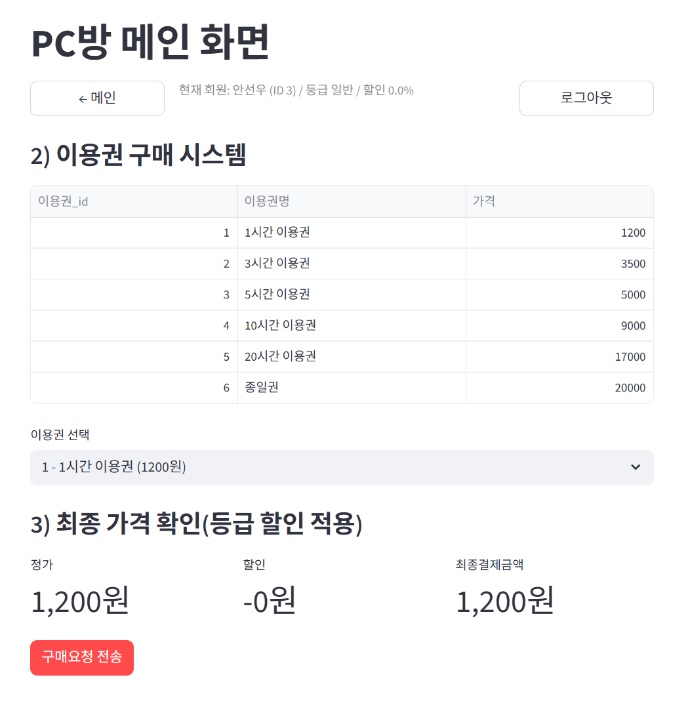 PC방 메인 화면
← 메인 현재 회원: 안선우 (ID 3) / 등급 일반 / 할인 0.0% 로그아웃
2) 이용권 구매 시스템
이용권_id 이용권명 가격
1 1시간 이용권 1200
2 3시간 이용권 3500
3 5시간 이용권 5000
4 10시간 이용권 9000
5 20시간 이용권 17000
6 종일권 20000
이용권 선택
1 - 1시간 이용권 (1200원)
3) 최종 가격 확인(등급 할인 적용)
정가 할인 최종결제금액
1,200원 -0원 1,200원
구매요청 전송